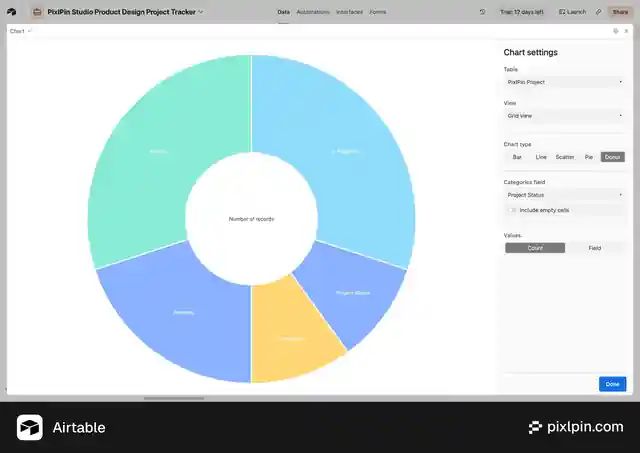 PixlPin Studio Product Design Project Tracker
Data Automations Interfaces Forms
Trial: 12 days left
Launch
Share
Chart
Number of records
Project Status
Chart settings
Table
PixlPin Project
View
Grid view
Chart type
Bar Line Scatter Pie Donut
Categories field
Project Status
Include empty cells
Values
Count Field
Done
Airtable
pixlpin.com